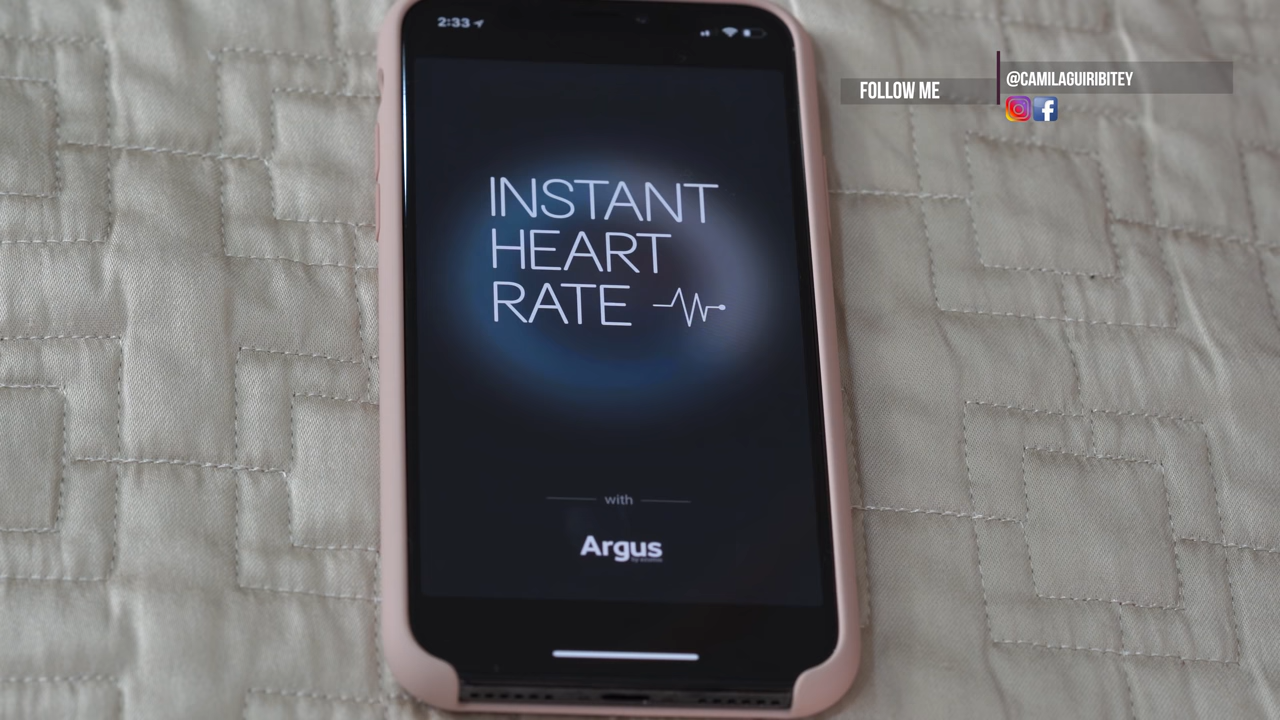 2:33
FOLLOW ME
@CAMILAGUIRIBITEY
INSTANT
HEART
RATE
with
Argus